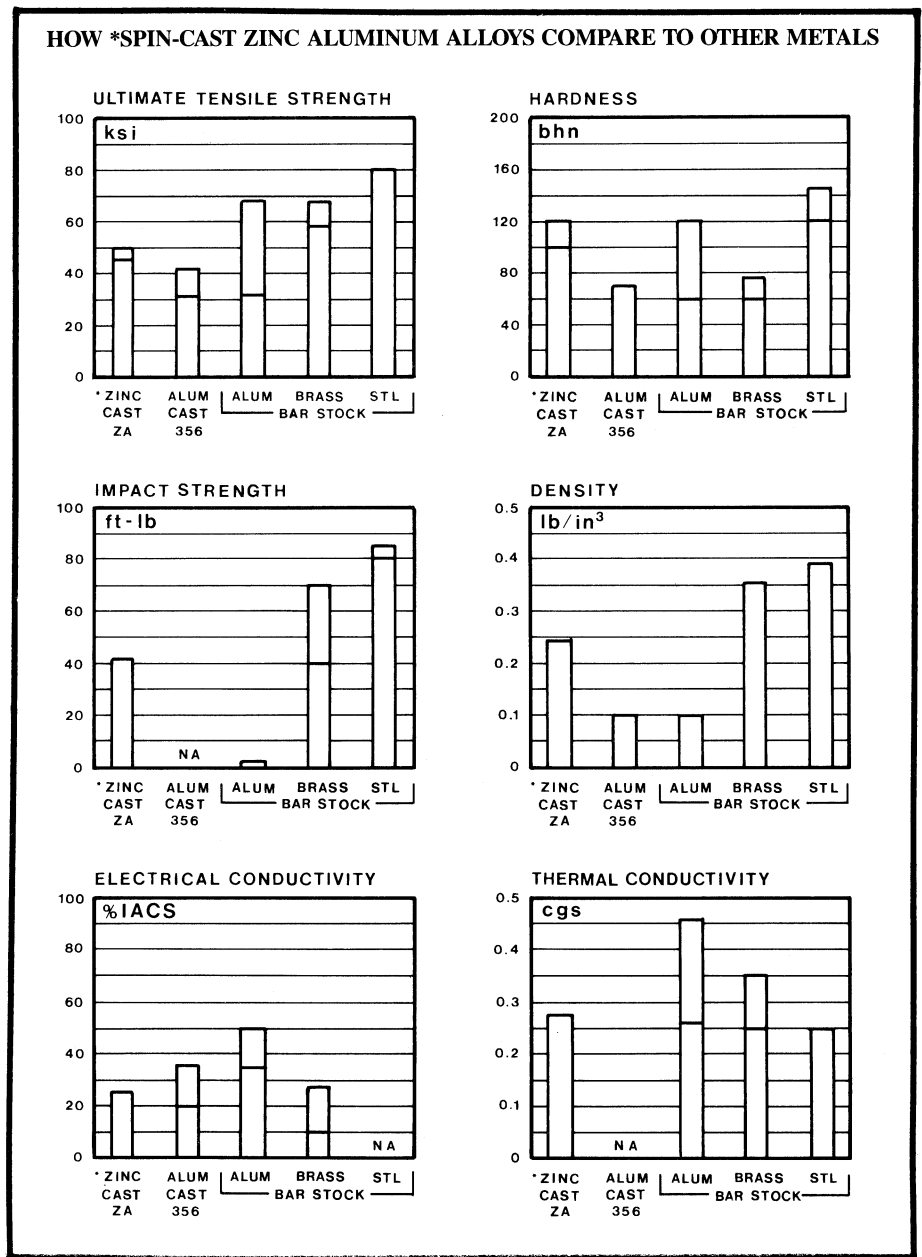 HOW *SPIN-CAST ZINC ALUMINUM ALLOYS COMPARE TO OTHER METALS
ULTIMATE TENSILE STRENGTH
ksi
100
80
60
40
20
0
*ZINC CAST ZA
ALUM CAST 356
ALUM
BRASS
STL
BAR STOCK
HARDNESS
bhn
200
160
120
80
40
0
*ZINC CAST ZA
ALUM CAST 356
ALUM
BRASS
STL
BAR STOCK
IMPACT STRENGTH
ft-lb
100
80
60
40
20
0
NA
*ZINC CAST ZA
ALUM CAST 356
ALUM
BRASS
STL
BAR STOCK
DENSITY
lb/in³
0.5
0.4
0.3
0.2
0.1
0
*ZINC CAST ZA
ALUM CAST 356
ALUM
BRASS
STL
BAR STOCK
ELECTRICAL CONDUCTIVITY
%IACS
100
80
60
40
20
0
NA
*ZINC CAST ZA
ALUM CAST 356
ALUM
BRASS
STL
BAR STOCK
THERMAL CONDUCTIVITY
cgs
0.5
0.4
0.3
0.2
0.1
0
NA
*ZINC CAST ZA
ALUM CAST 356
ALUM
BRASS
STL
BAR STOCK